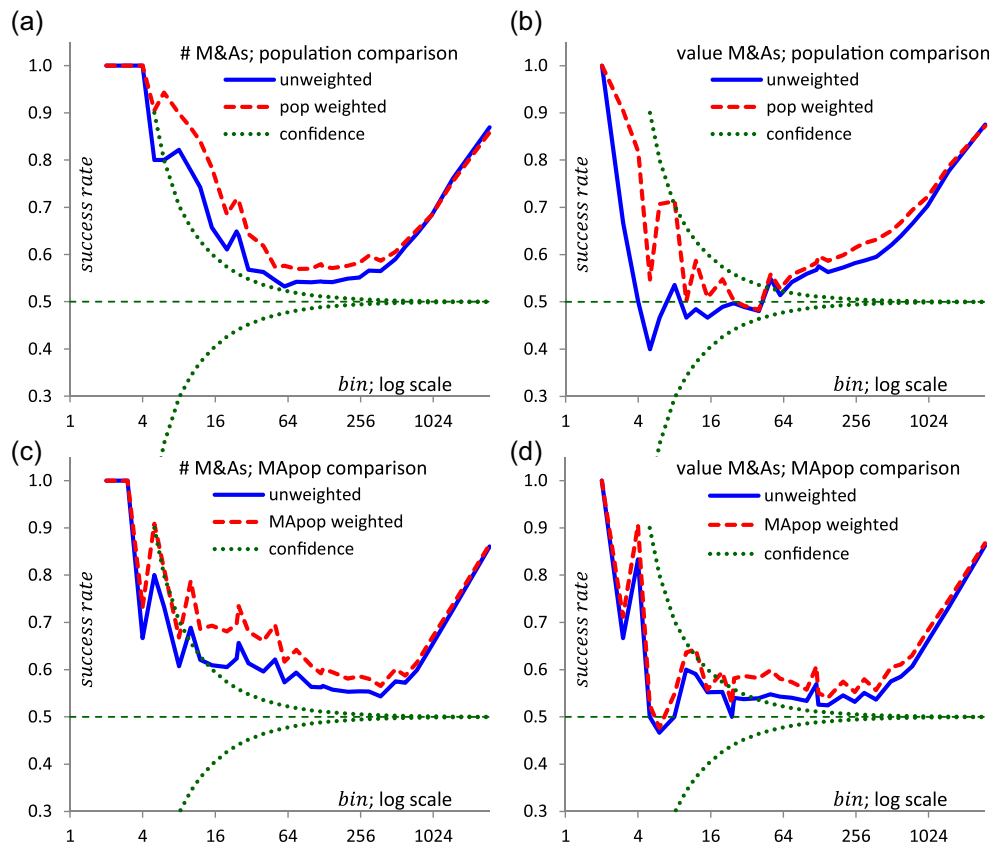 (a)
# M&As; population comparison
unweighted
pop weighted
confidence
success rate
1.0
0.9
0.8
0.7
0.6
0.5
0.4
0.3
bin; log scale
1 4 16 64 256 1024
(b)
value M&As; population comparison
unweighted
pop weighted
confidence
success rate
1.0
0.9
0.8
0.7
0.6
0.5
0.4
0.3
bin; log scale
1 4 16 64 256 1024
(c)
# M&As; MApop comparison
unweighted
MApop weighted
confidence
success rate
1.0
0.9
0.8
0.7
0.6
0.5
0.4
0.3
bin; log scale
1 4 16 64 256 1024
(d)
value M&As; MApop comparison
unweighted
MApop weighted
confidence
success rate
1.0
0.9
0.8
0.7
0.6
0.5
0.4
0.3
bin; log scale
1 4 16 64 256 1024